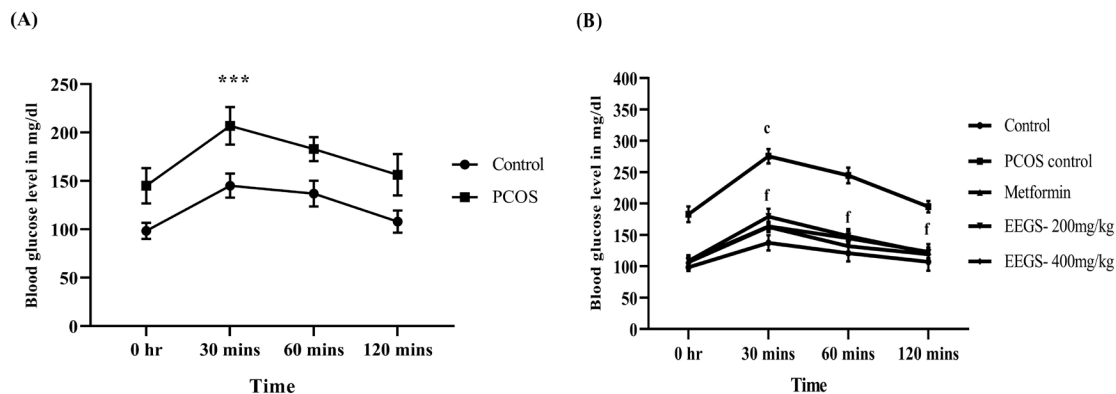 (A)
Blood glucose level in mg/dl
250
200
150
100
50
0
***
0 hr 30 mins 60 mins 120 mins
Time
Control
PCOS
(B)
Blood glucose level in mg/dl
400
350
300
250
200
150
100
50
0
c
f
f
f
0 hr 30 mins 60 mins 120 mins
Time
Control
PCOS control
Metformin
EEGS- 200mg/kg
EEGS- 400mg/kg